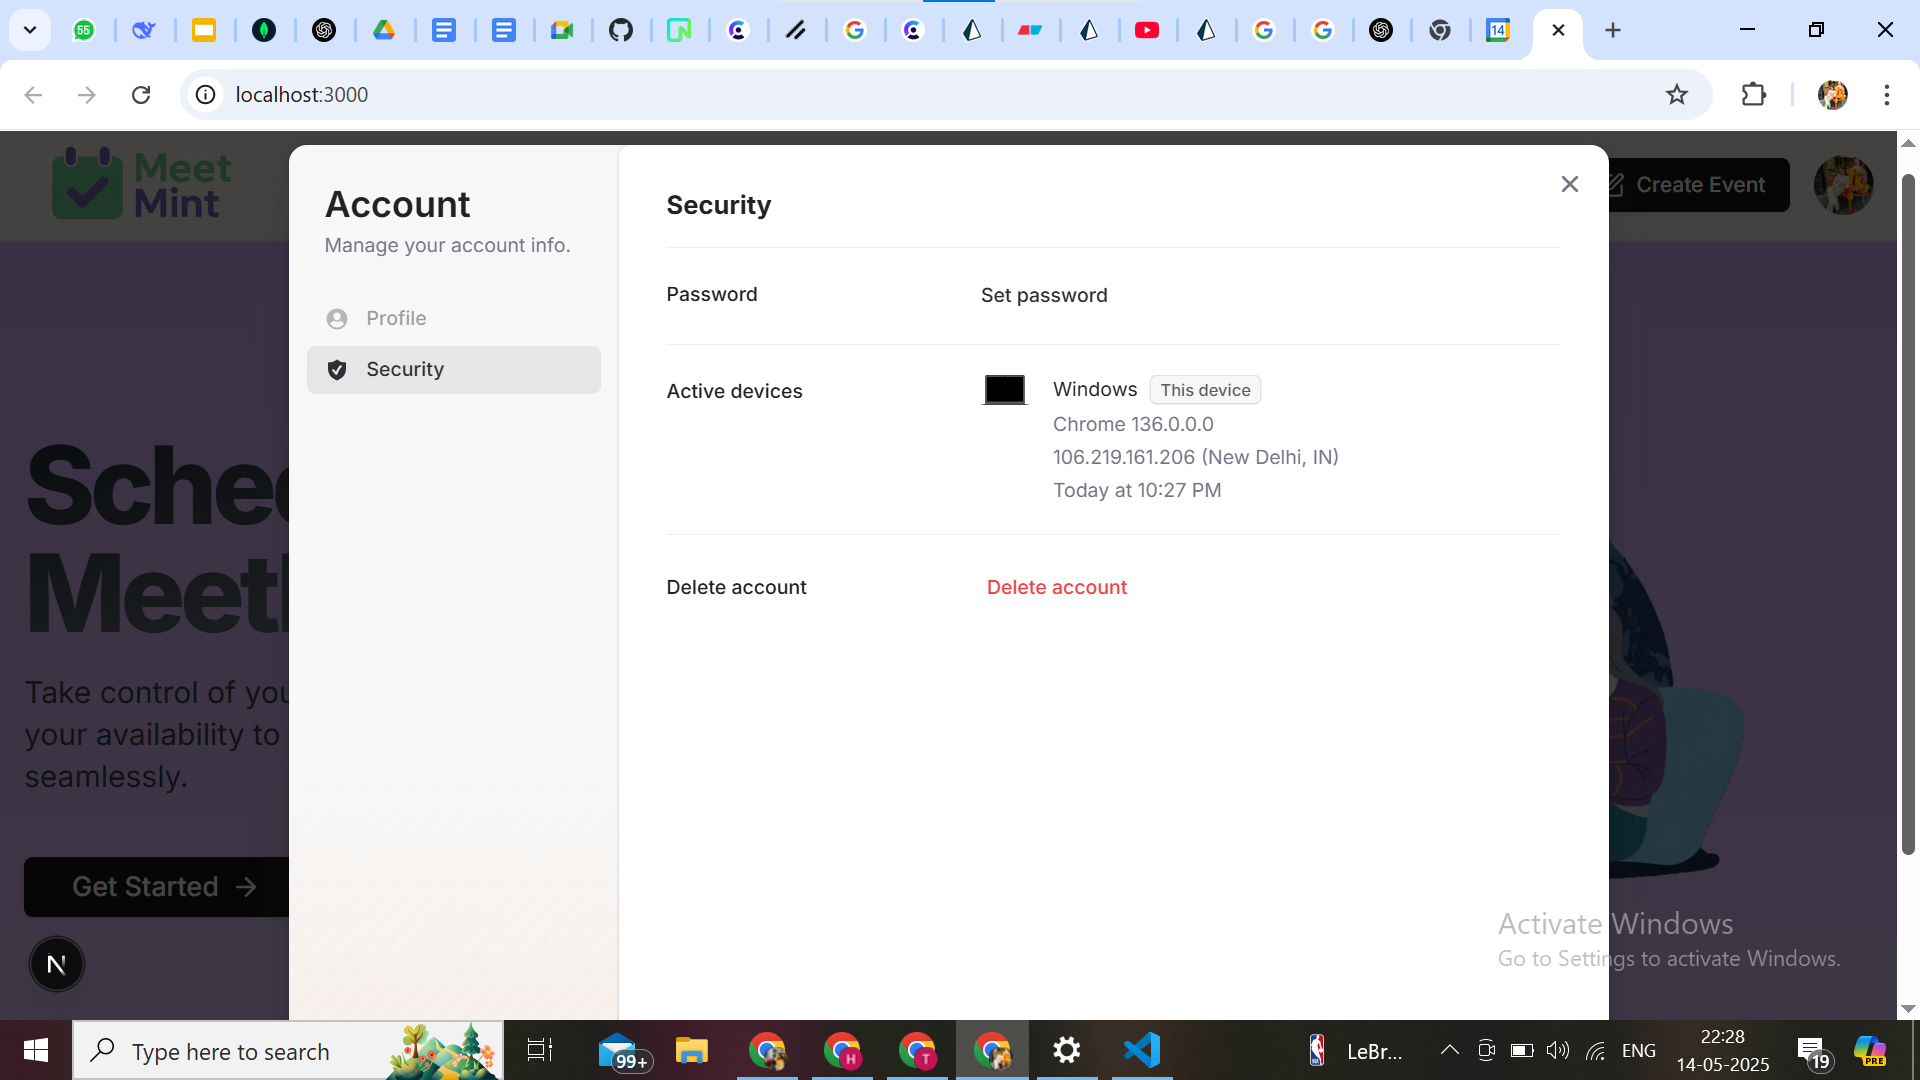 55
14
localhost:3000
Meet
Mint
Create Event
Account
Manage your account info.
Profile
Security
Security
Password
Set password
Active devices
Windows
This device
Chrome 136.0.0.0
106.219.161.206 (New Delhi, IN)
Today at 10:27 PM
Delete account
Delete account
Take control of
your availability to
seamlessly.
Get Started
N
Activate Windows
Go to Settings to activate Windows.
Type here to search
99+
H
T
LeBr...
ENG
22:28
14-05-2025
19
PRE